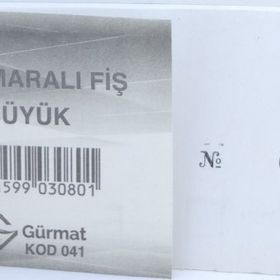 MARALI FİŞ
ÜYÜK
599 030801
Gürmat
KOD 041
№